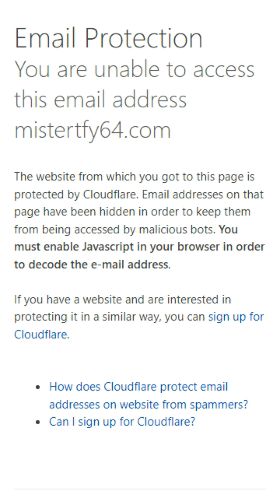 Email Protection
You are unable to access
this email address
mistertfy64.com
The website from which you got to this page is
protected by Cloudflare. Email addresses on that
page have been hidden in order to keep them
from being accessed by malicious bots. You
must enable Javascript in your browser in order
to decode the e-mail address.
If you have a website and are interested in
protecting it in a similar way, you can sign up for
Cloudflare.
• How does Cloudflare protect email
addresses on website from spammers?
• Can I sign up for Cloudflare?